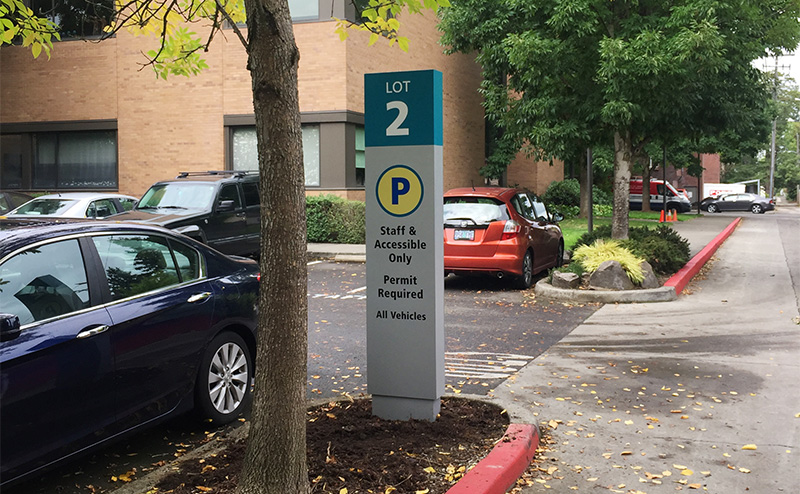 LOT
2
P
Staff &
Accessible
Only
Permit
Required
All Vehicles